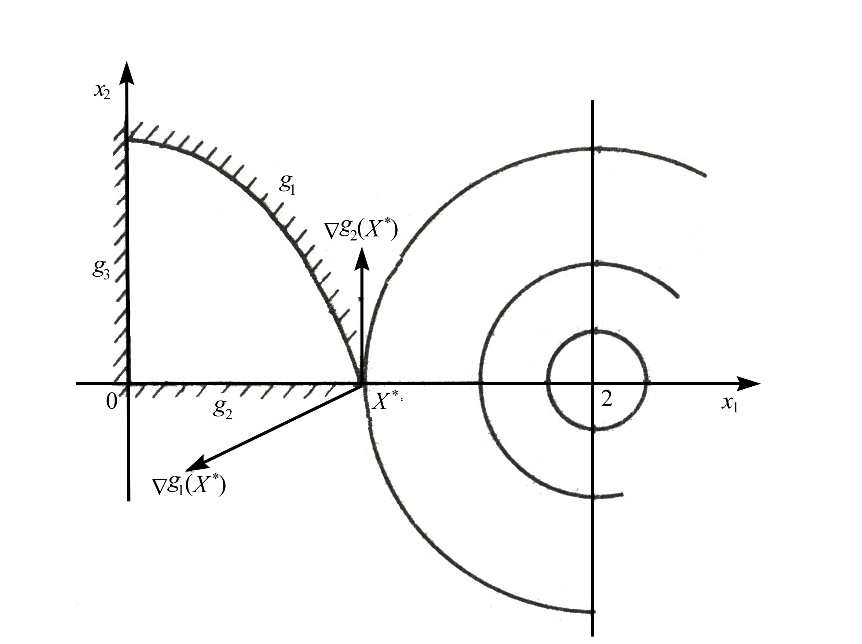 x₂
g₁
∇g₂(X*)
g₃
0
g₂
X*
2
x₁
∇g₁(X*)